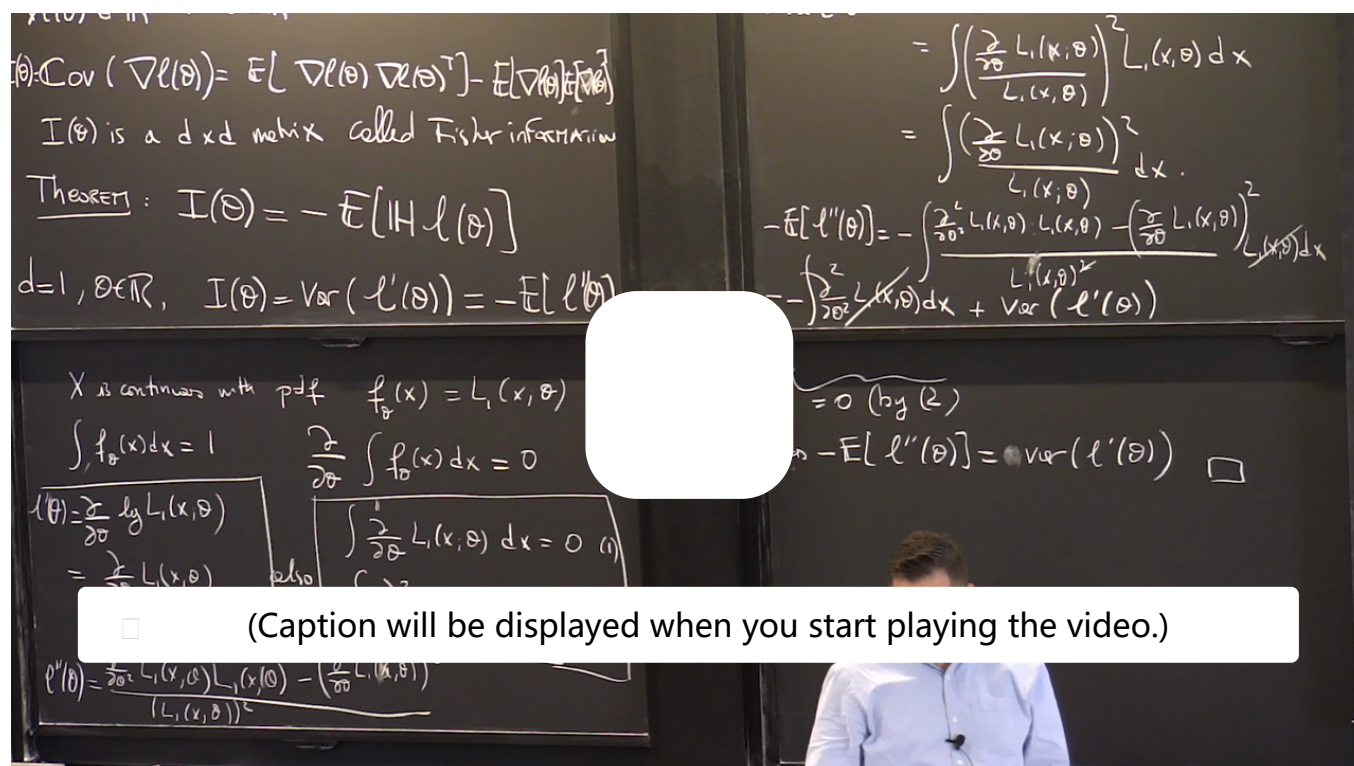 I(θ)=Cov(∇ℓ(θ)) = E[∇ℓ(θ)∇ℓ(θ)ᵀ] - E[∇ℓ(θ)]E[∇ℓ(θ)ᵀ]
I(θ) is a d x d matrix called Fisher information
Theorem : I(θ) = - E[ℍ ℓ(θ)]
d=1, θ∈ℝ, I(θ) = Var(ℓ'(θ)) = -E[ℓ''(θ)]
X is continuous with pdf f_θ(x) = L₁(x,θ)
∫ f_θ(x)dx = 1 ∂/∂θ ∫ f_θ(x)dx = 0
ℓ'(θ) = ∂/∂θ log L₁(x,θ)
= ∂/∂θ L₁(x,θ)
also
∫ ∂/∂θ L₁(x;θ) dx = 0 (1)
ℓ''(θ) = ∂²/∂θ² L₁(x,θ) L₁(x,θ) - (∂/∂θ L₁(x,θ))²
(L₁(x,θ))²
= ∫ (∂/∂θ L₁(x;θ) / L₁(x,θ))² L₁(x,θ) dx
= ∫ (∂/∂θ L₁(x;θ))² / L₁(x;θ) dx.
-E[ℓ''(θ)] = - ∫ (∂²/∂θ² L₁(x,θ) · L₁(x,θ) - (∂/∂θ L₁(x,θ))²) / L₁(x,θ)² L₁(x,θ)dx
= - ∫ ∂²/∂θ² L₁(x,θ)dx + Var(ℓ'(θ))
=0 (by (2)
-E[ℓ''(θ)] = var(ℓ'(θ)) □
(Caption will be displayed when you start playing the video.)